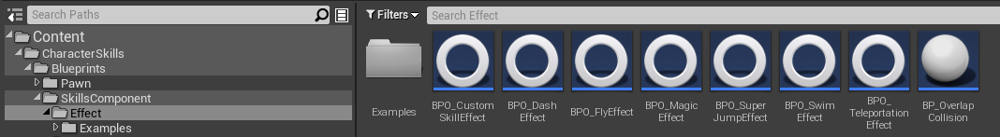 Search Paths
Content
CharacterSkills
Blueprints
Pawn
SkillsComponent
Effect
Examples
Filters
Search Effect
Examples
BPO_Custom
SkillEffect
BPO_Dash
Effect
BPO_FlyEffect
BPO_Magic
Effect
BPO_Super
JumpEffect
BPO_Swim
Effect
BPO_
Teleportation
Effect
BP_Overlap
Collision